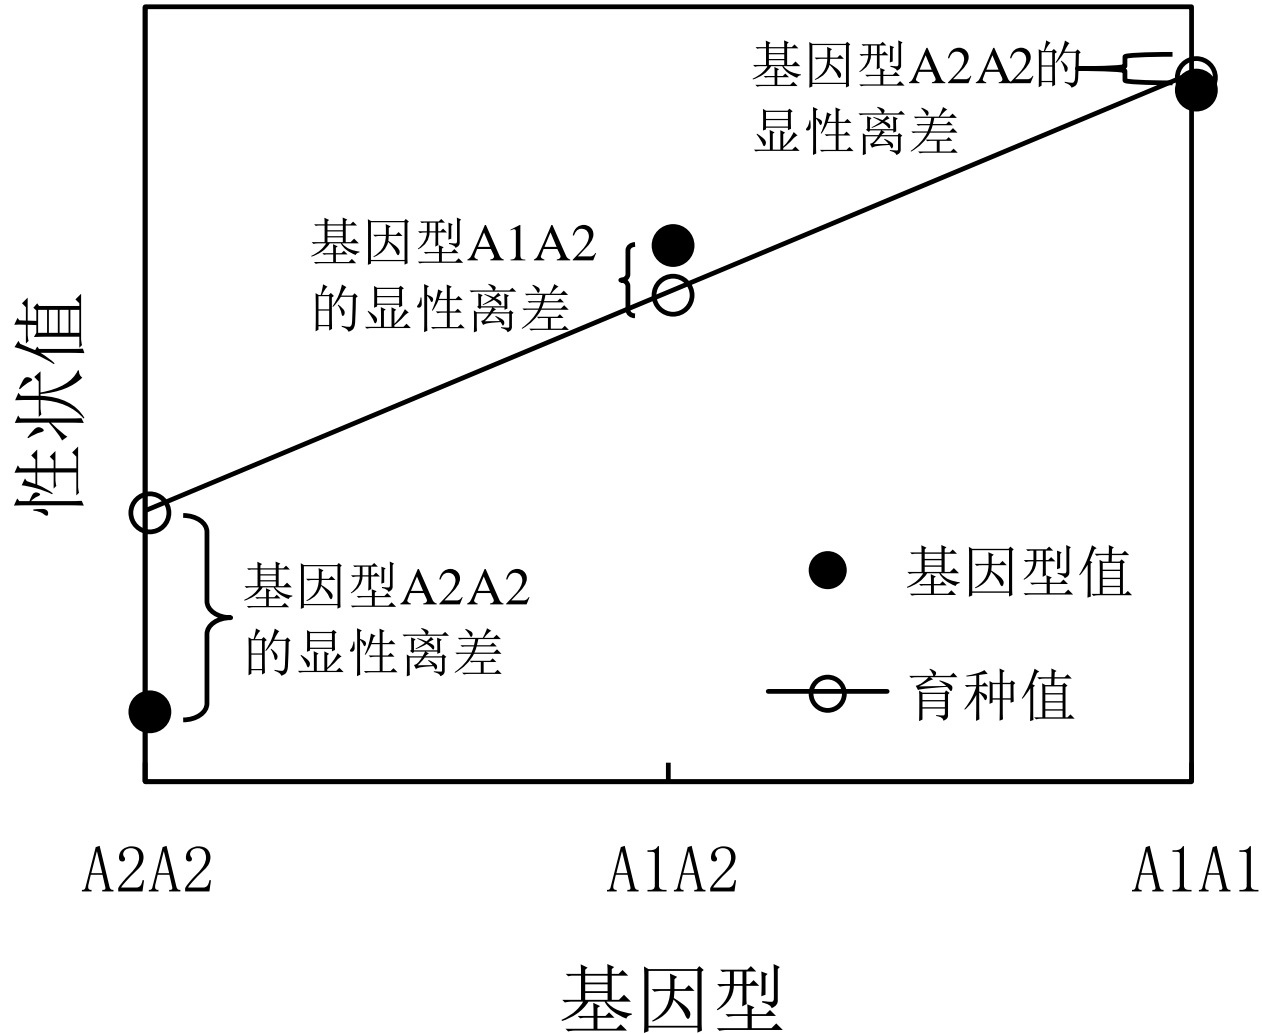 基因型A2A2的
显性离差
基因型A1A2
的显性离差
性状值
基因型A2A2
的显性离差
基因型值
育种值
A2A2
A1A2
A1A1
基因型